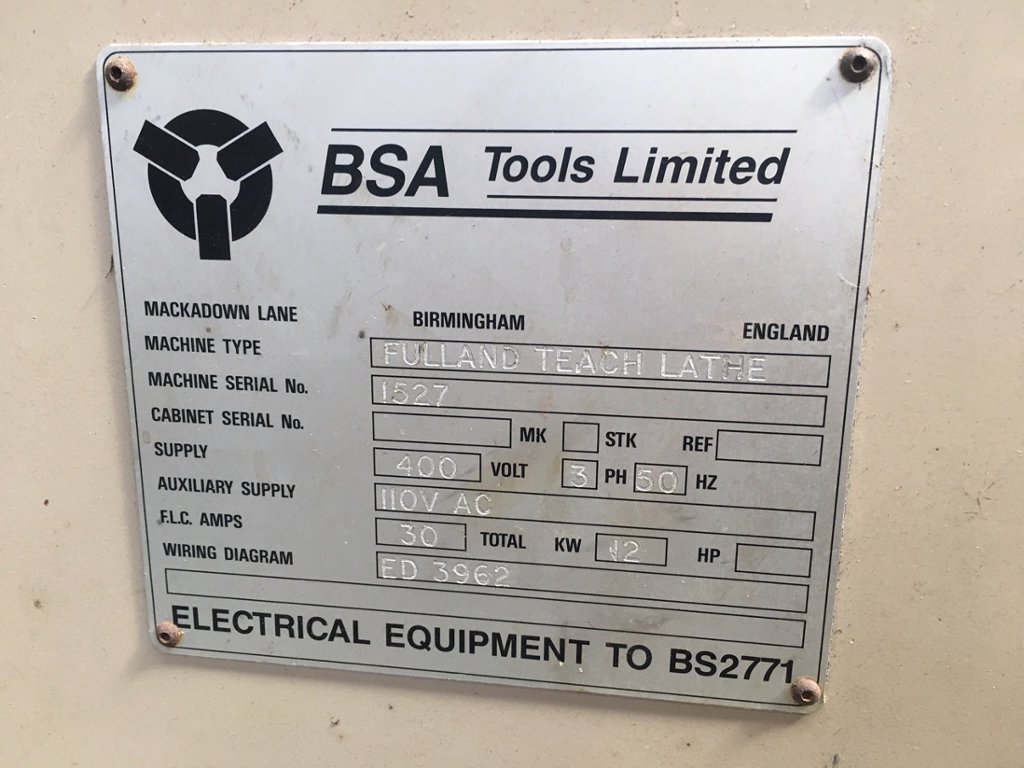 BSA Tools Limited
MACKADOWN LANE BIRMINGHAM ENGLAND
MACHINE TYPE FULLAND TEACH LATHE
MACHINE SERIAL No. 1527
CABINET SERIAL No. MK STK REF
SUPPLY 400 VOLT 3 PH 50 HZ
AUXILIARY SUPPLY 110V AC
F.L.C. AMPS 30 TOTAL KW 12 HP
WIRING DIAGRAM ED 3962
ELECTRICAL EQUIPMENT TO BS2771